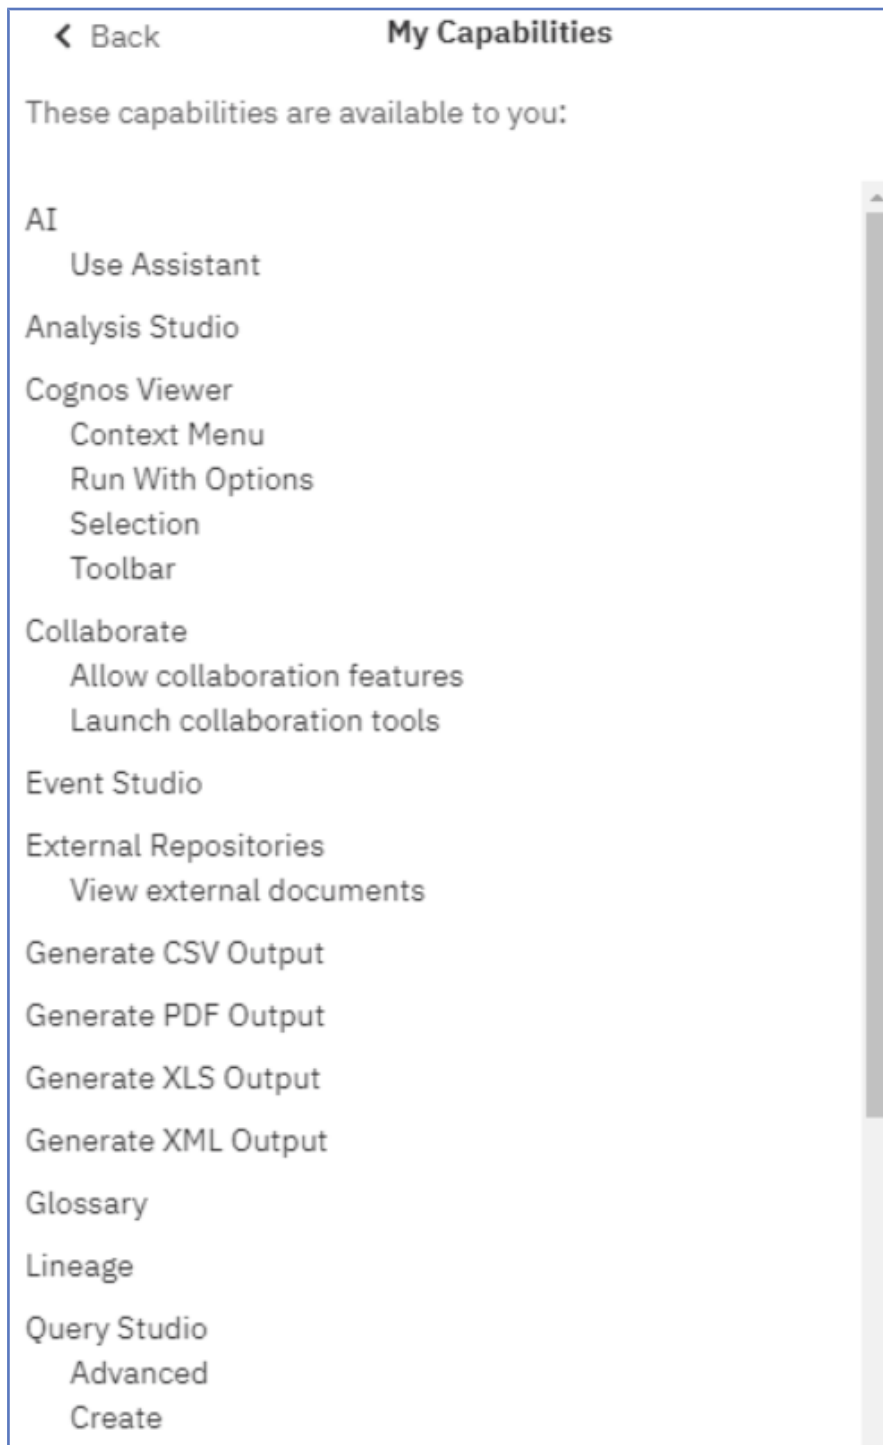 Back
My Capabilities
These capabilities are available to you:
AI
Use Assistant
Analysis Studio
Cognos Viewer
Context Menu
Run With Options
Selection
Toolbar
Collaborate
Allow collaboration features
Launch collaboration tools
Event Studio
External Repositories
View external documents
Generate CSV Output
Generate PDF Output
Generate XLS Output
Generate XML Output
Glossary
Lineage
Query Studio
Advanced
Create